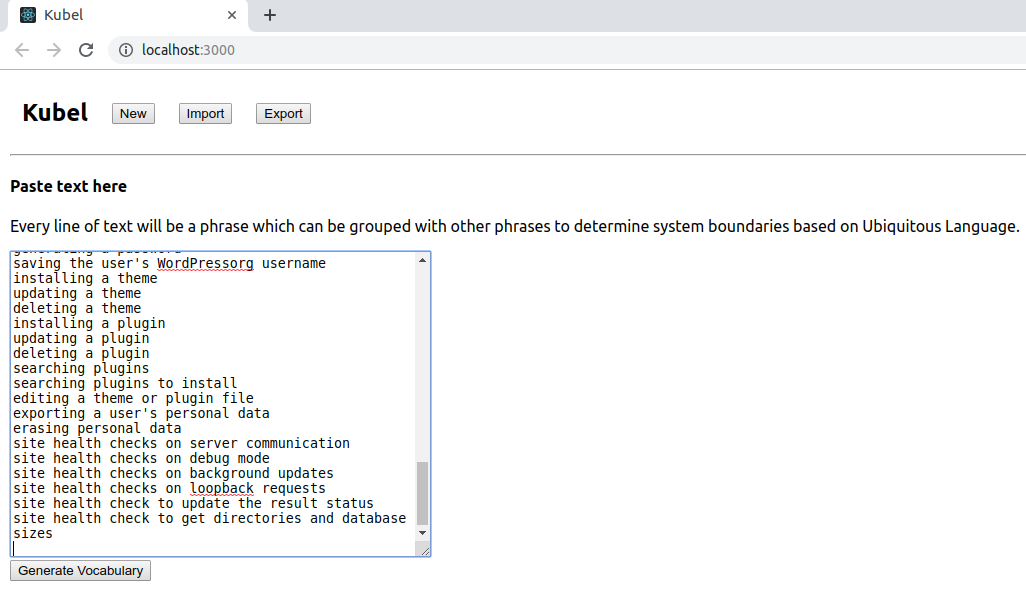 Kubel
localhost:3000
Kubel New Import Export
Paste text here
Every line of text will be a phrase which can be grouped with other phrases to determine system boundaries based on Ubiquitous Language.
generating a password
saving the user's WordPressorg username
installing a theme
updating a theme
deleting a theme
installing a plugin
updating a plugin
deleting a plugin
searching plugins
searching plugins to install
editing a theme or plugin file
exporting a user's personal data
erasing personal data
site health checks on server communication
site health checks on debug mode
site health checks on background updates
site health checks on loopback requests
site health check to update the result status
site health check to get directories and database
sizes
Generate Vocabulary